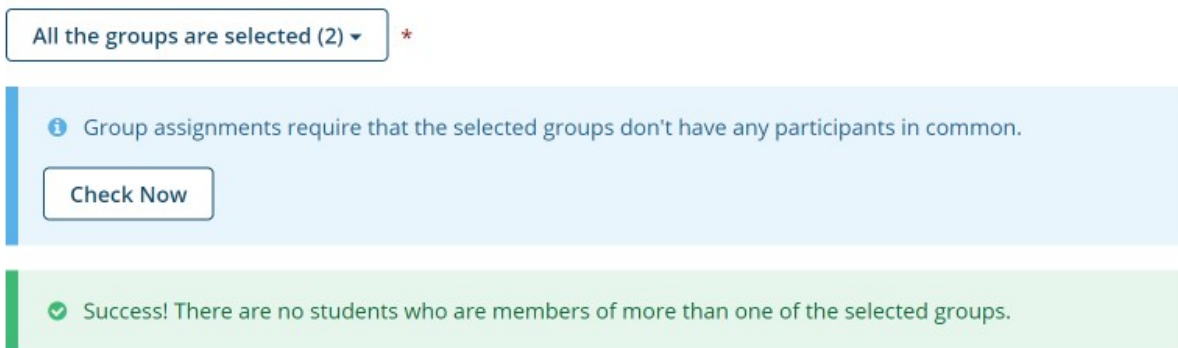 All the groups are selected (2) *
Group assignments require that the selected groups don't have any participants in common.
Check Now
Success! There are no students who are members of more than one of the selected groups.